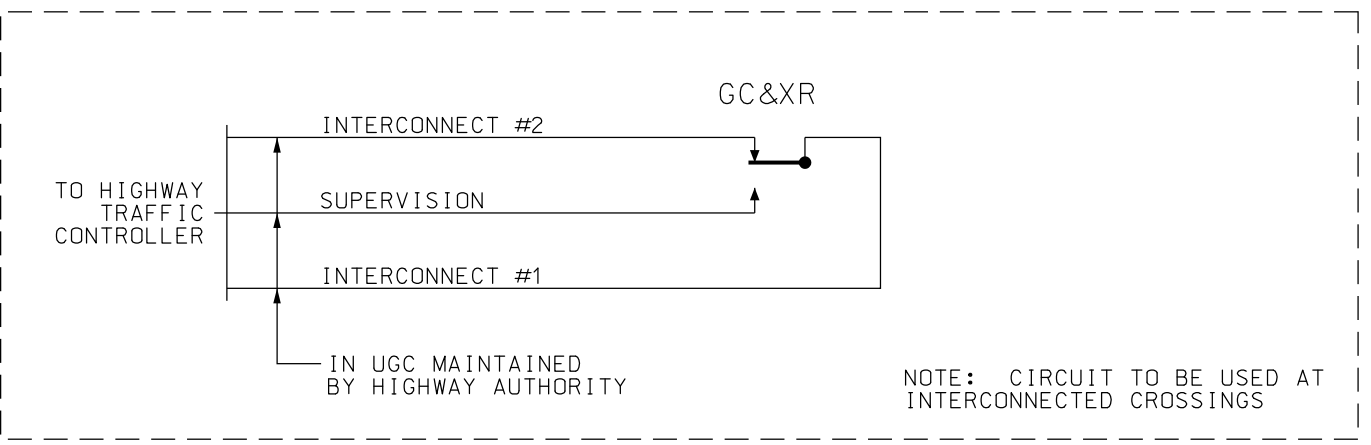 GC&XR
INTERCONNECT #2
TO HIGHWAY
TRAFFIC
CONTROLLER
SUPERVISION
INTERCONNECT #1
IN UGC MAINTAINED
BY HIGHWAY AUTHORITY
NOTE: CIRCUIT TO BE USED AT
INTERCONNECTED CROSSINGS